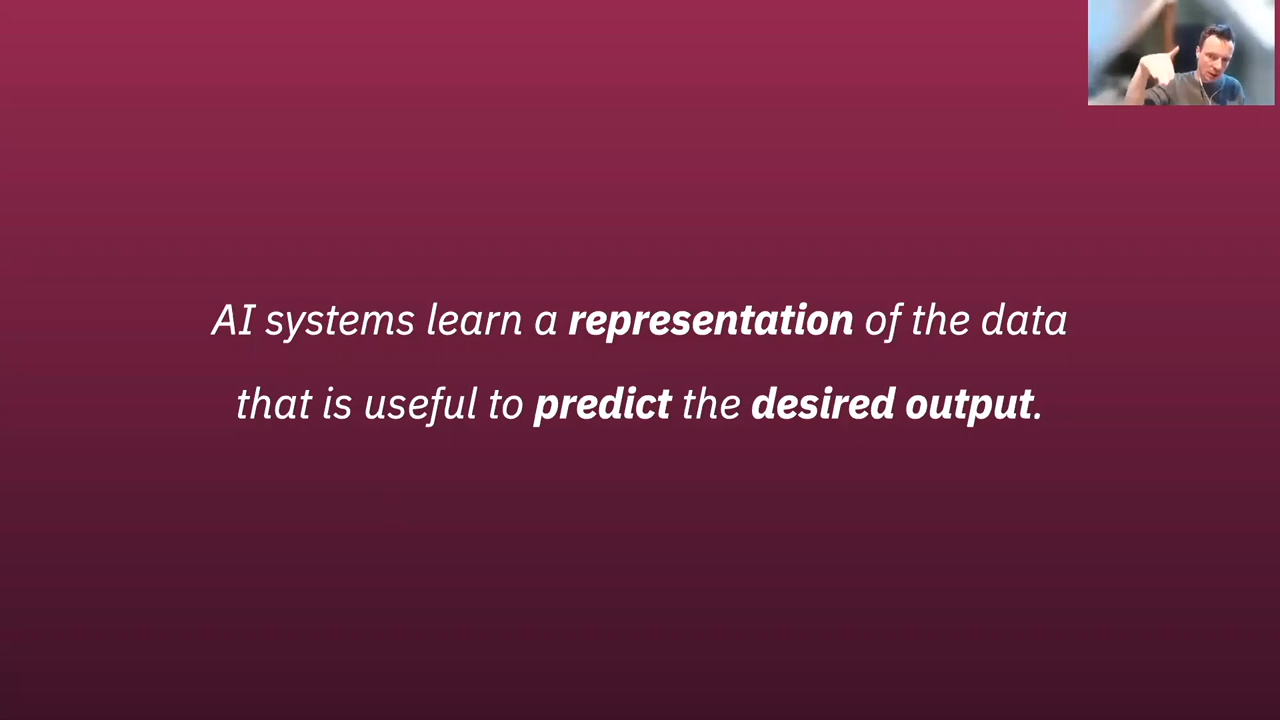 AI systems learn a representation of the data
that is useful to predict the desired output.